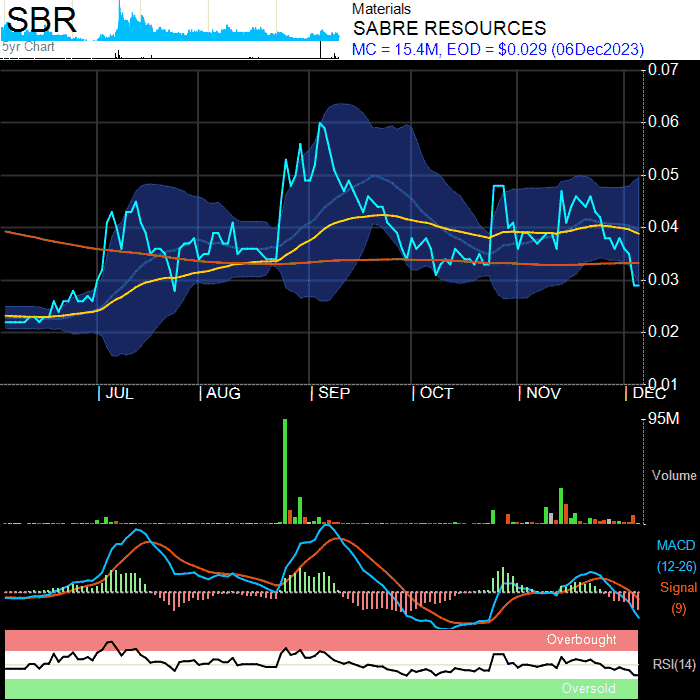 SBR
5yr Chart
Materials
SABRE RESOURCES
MC = 15.4M, EOD = $0.029 (06Dec2023)
0.07
0.06
0.05
0.04
0.03
0.02
0.01
| JUL | AUG | SEP | OCT | NOV | DEC
95M
Volume
MACD
(12-26)
Signal
(9)
Overbought
RSI(14)
Oversold